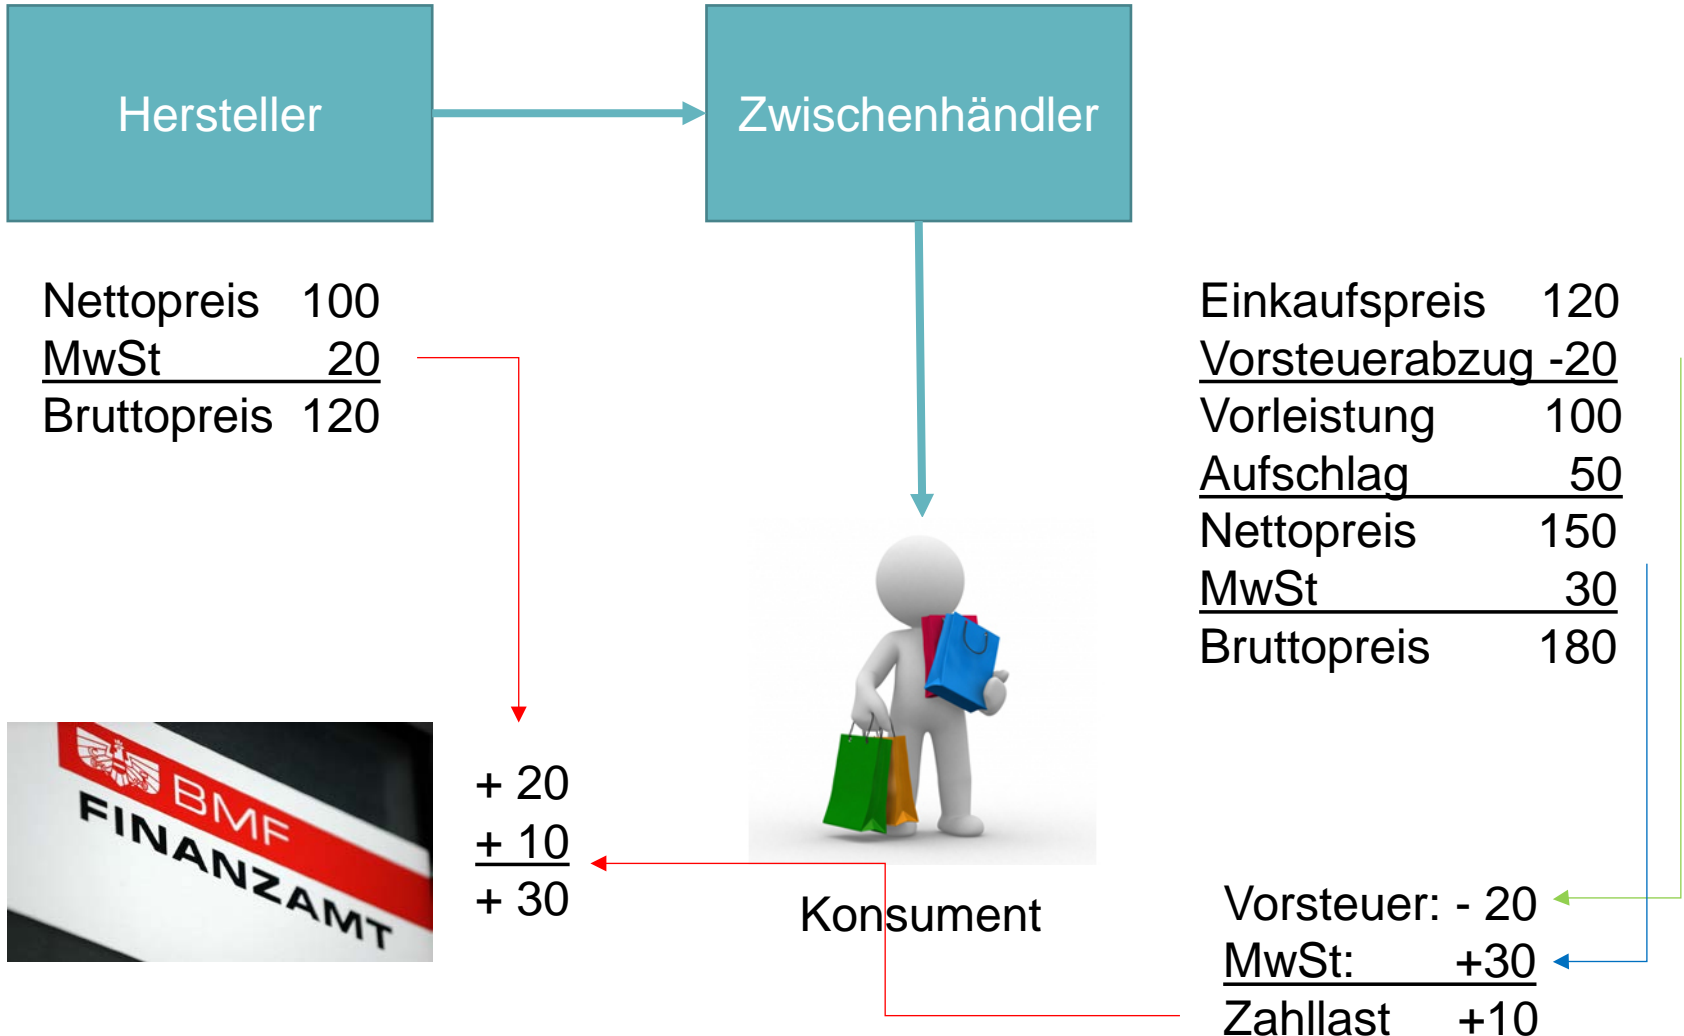 Hersteller
Zwischenhändler
Nettopreis 100
MwSt 20
Bruttopreis 120
Einkaufspreis 120
Vorsteuerabzug -20
Vorleistung 100
Aufschlag 50
Nettopreis 150
MwSt 30
Bruttopreis 180
BMF
FINANZAMT
+ 20
+ 10
+ 30
Konsument
Vorsteuer: - 20
MwSt: +30
Zahllast +10